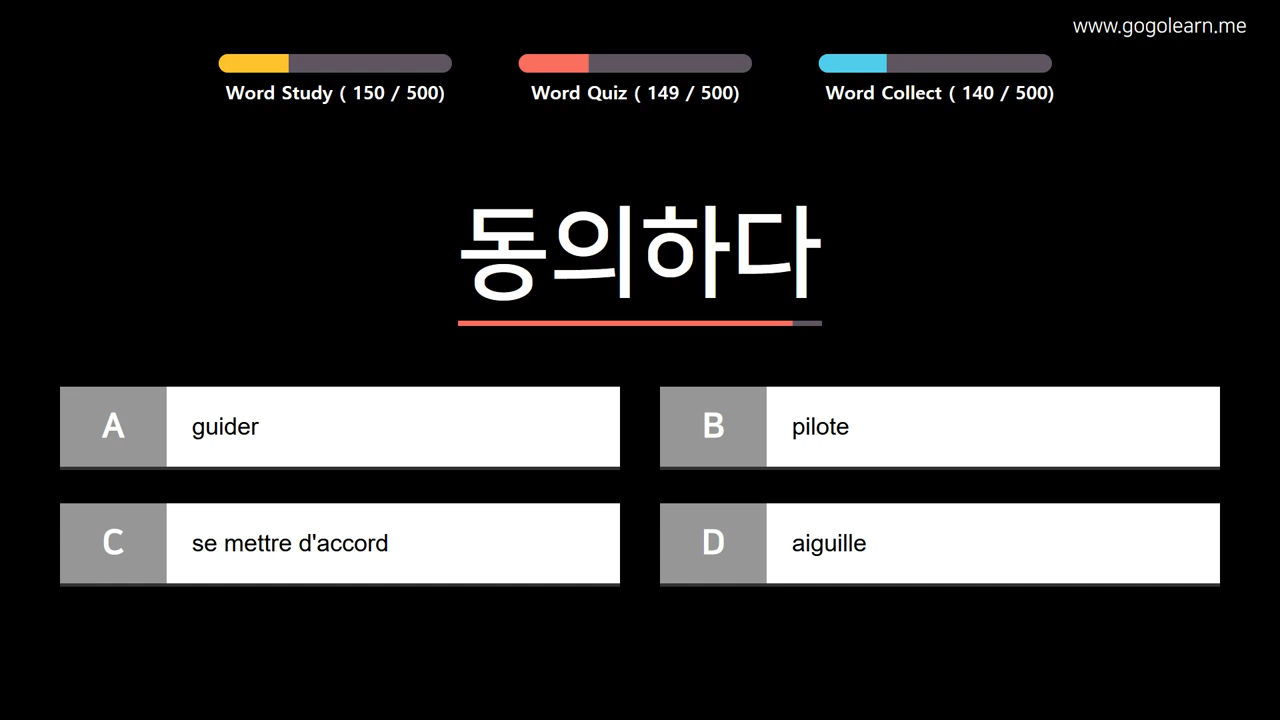 www.gogolearn.me
Word Study ( 150 / 500)
Word Quiz ( 149 / 500)
Word Collect ( 140 / 500)
동의하다
A
guider
B
pilote
C
se mettre d'accord
D
aiguille